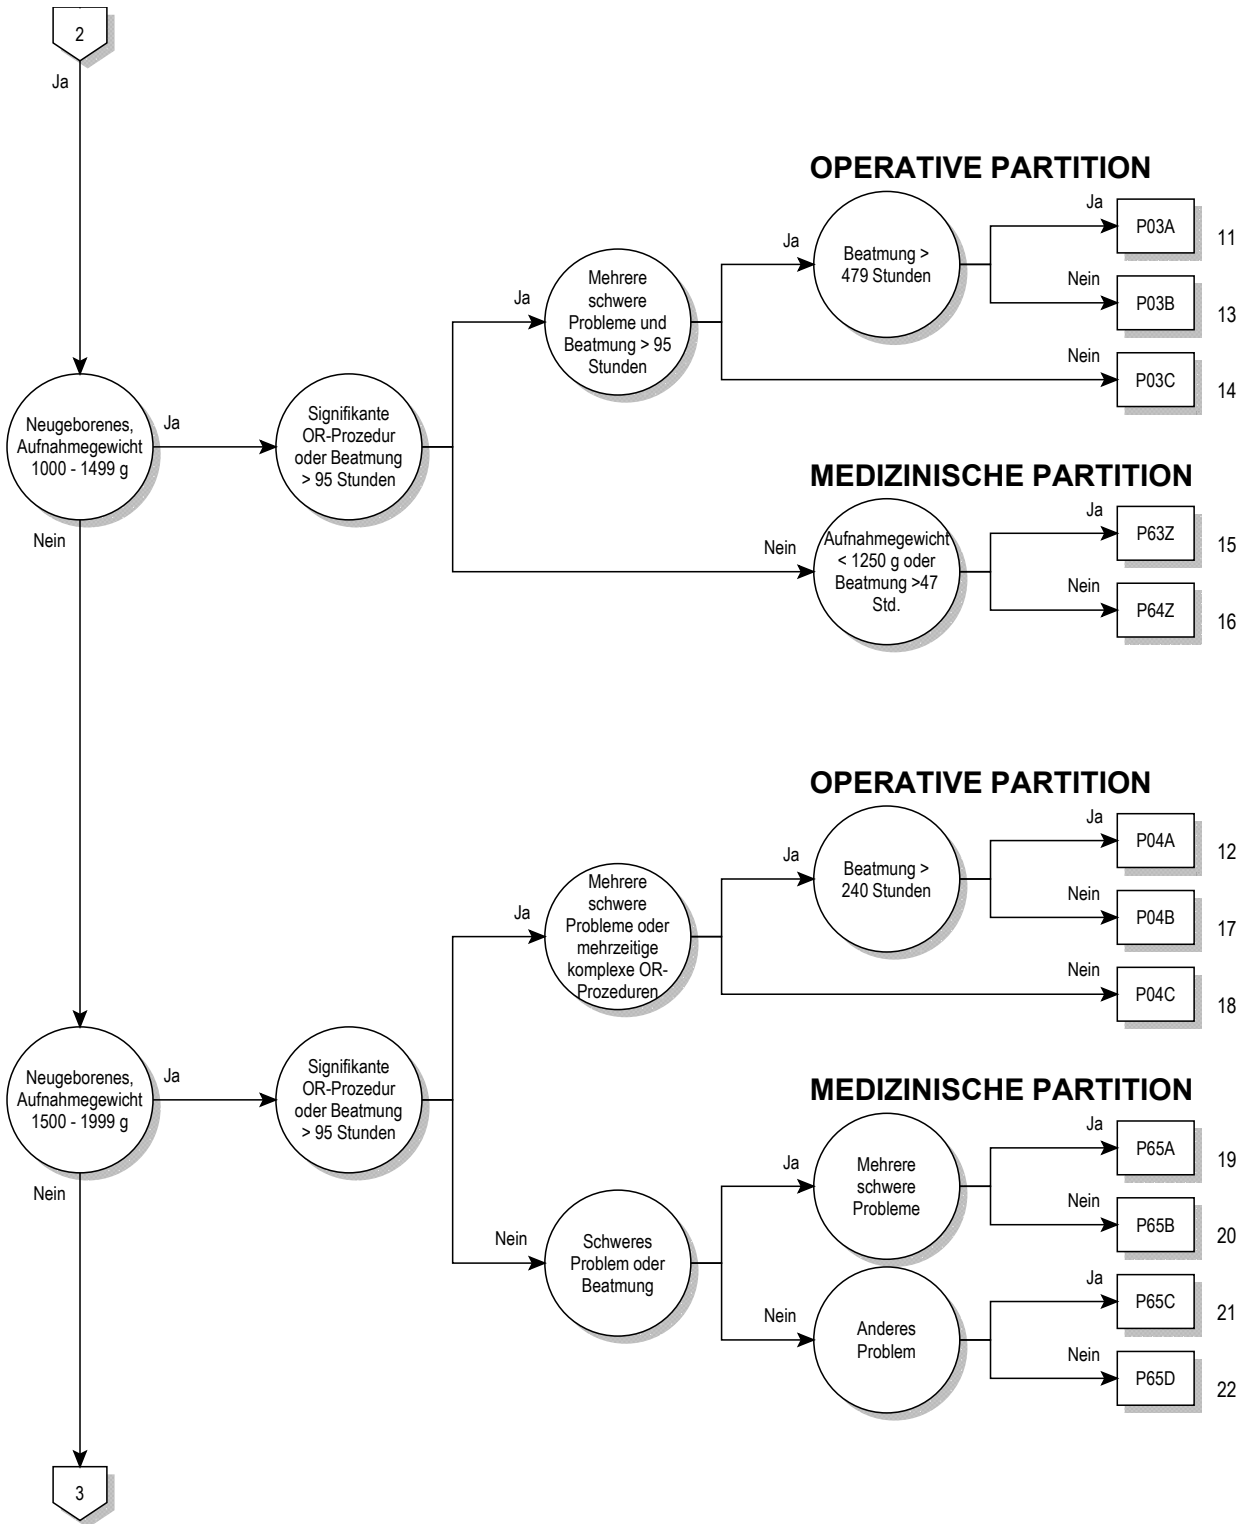 2
Ja
OPERATIVE PARTITION
Ja
P03A
11
Ja
Beatmung >
479 Stunden
Nein
P03B
13
Ja
Mehrere
schwere
Probleme und
Beatmung > 95
Stunden
Nein
P03C
14
Neugeborenes,
Aufnahmegewicht
1000 - 1499 g
Ja
Signifikante
OR-Prozedur
oder Beatmung
> 95 Stunden
MEDIZINISCHE PARTITION
Nein
Aufnahmegewicht
< 1250 g oder
Beatmung >47
Std.
Ja
P63Z
15
Nein
P64Z
16
Nein
OPERATIVE PARTITION
Ja
P04A
12
Ja
Beatmung >
240 Stunden
Nein
P04B
17
Ja
Mehrere
schwere
Probleme oder
mehrzeitige
komplexe OR-
Prozeduren
Nein
P04C
18
Neugeborenes,
Aufnahmegewicht
1500 - 1999 g
Ja
Signifikante
OR-Prozedur
oder Beatmung
> 95 Stunden
MEDIZINISCHE PARTITION
Ja
Mehrere
schwere
Probleme
Ja
P65A
19
Nein
P65B
20
Nein
Schweres
Problem oder
Beatmung
Nein
Anderes
Problem
Ja
P65C
21
Nein
P65D
22
Nein
3